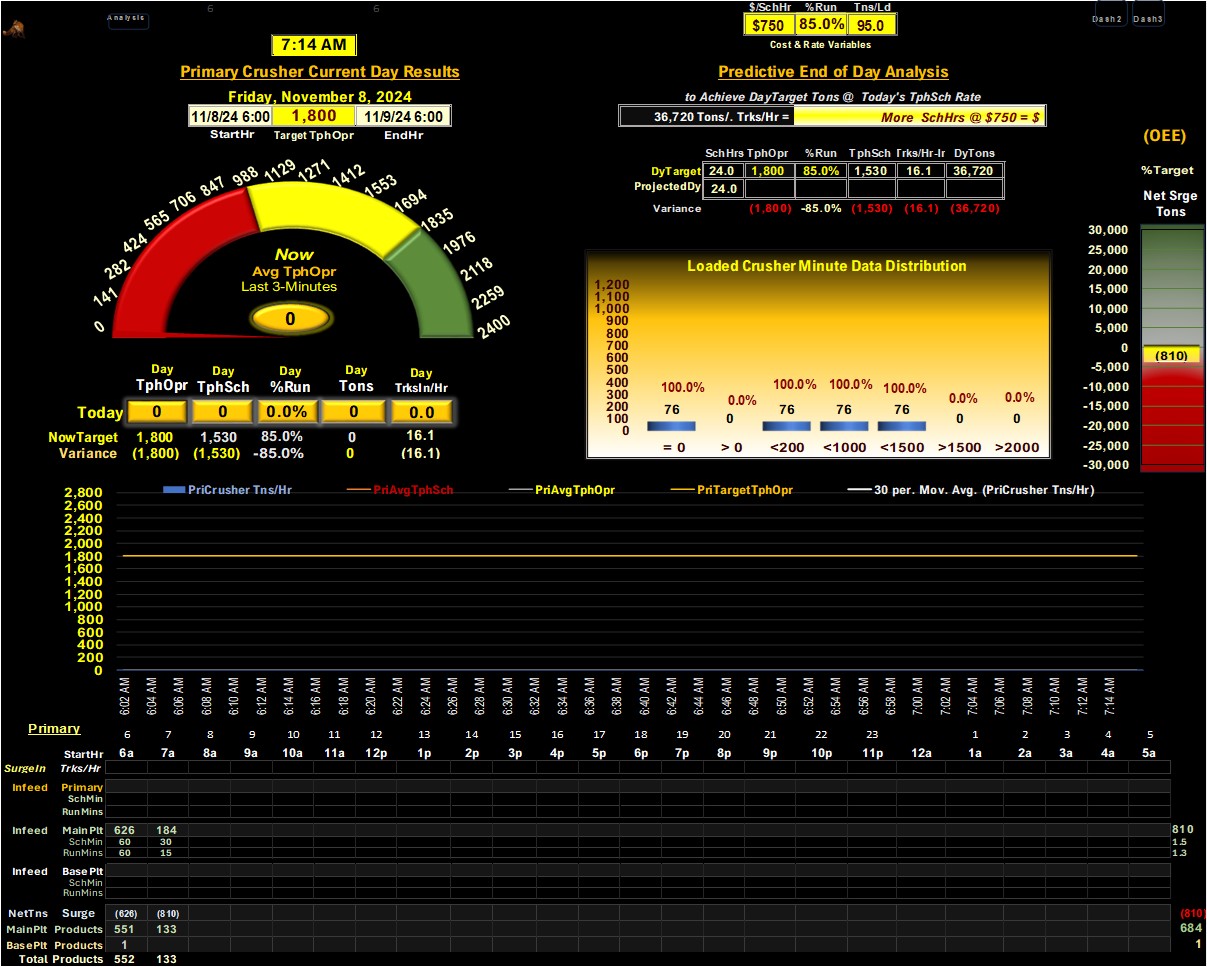 6 6
Analysis
$/SchHr %Run Tns/Ld
$750 85.0% 95.0
Cost & Rate Variables
Dash2 Dash3
7:14 AM
Primary Crusher Current Day Results
Friday, November 8, 2024
11/8/24 6:00 1,800 11/9/24 6:00
StartHr Target TphOpr EndHr
Predictive End of Day Analysis
to Achieve DayTarget Tons @ Today's TphSch Rate
36,720 Tons/. Trks/Hr = More SchHrs @ $750 = $
SchHrs TphOpr %Run TphSch Trks/Hr-Ir DyTons
DyTarget 24.0 1,800 85.0% 1,530 16.1 36,720
ProjectedDy 24.0
Variance (1,800) -85.0% (1,530) (16.1) (36,720)
(OEE)
%Target
Net Srge
Tons
30,000
25,000
20,000
15,000
10,000
5,000
0
(810)
-5,000
-10,000
-15,000
-20,000
-25,000
-30,000
0 141 282 424 565 706 847 988 1129 1271 1412 1553 1694 1835 1976 2118 2259 2400
Now
Avg TphOpr
Last 3-Minutes
0
Day Day Day Day Day
TphOpr TphSch %Run Tons TrksIn/Hr
Today 0 0 0.0% 0 0.0
NowTarget 1,800 1,530 85.0% 0 16.1
Variance (1,800) (1,530) -85.0% 0 (16.1)
Loaded Crusher Minute Data Distribution
1,200
1,100
1,000
900
800
700
600
500
400
300
200
100
0
100.0% 0.0% 100.0% 100.0% 100.0% 0.0% 0.0%
76 0 76 76 76 0 0
= 0 > 0 <200 <1000 <1500 >1500 >2000
PriCrusher Tns/Hr PriAvgTphSch PriAvgTphOpr PriTargetTphOpr 30 per. Mov. Avg. (PriCrusher Tns/Hr)
2,800
2,600
2,400
2,200
2,000
1,800
1,600
1,400
1,200
1,000
800
600
400
200
0
6:02 AM 6:04 AM 6:06 AM 6:08 AM 6:10 AM 6:12 AM 6:14 AM 6:16 AM 6:18 AM 6:20 AM 6:22 AM 6:24 AM 6:26 AM 6:28 AM 6:30 AM 6:32 AM 6:34 AM 6:36 AM 6:38 AM 6:40 AM 6:42 AM 6:44 AM 6:46 AM 6:48 AM 6:50 AM 6:52 AM 6:54 AM 6:56 AM 6:58 AM 7:00 AM 7:02 AM 7:04 AM 7:06 AM 7:08 AM 7:10 AM 7:12 AM 7:14 AM
Primary
6 7 8 9 10 11 12 13 14 15 16 17 18 19 20 21 22 23 1 2 3 4 5
StartHr 6a 7a 8a 9a 10a 11a 12p 1p 2p 3p 4p 5p 6p 7p 8p 9p 10p 11p 12a 1a 2a 3a 4a 5a
SurgeIn Trks/Hr
Infeed Primary
SchMin
RunMins
Infeed MainPlt 626 184 810
SchMin 60 30 1.5
RunMins 60 15 1.3
Infeed BasePlt
SchMin
RunMins
NetTns Surge (626) (810) (810)
MainPlt Products 551 133 684
BasePlt Products 1 1
Total Products 552 133